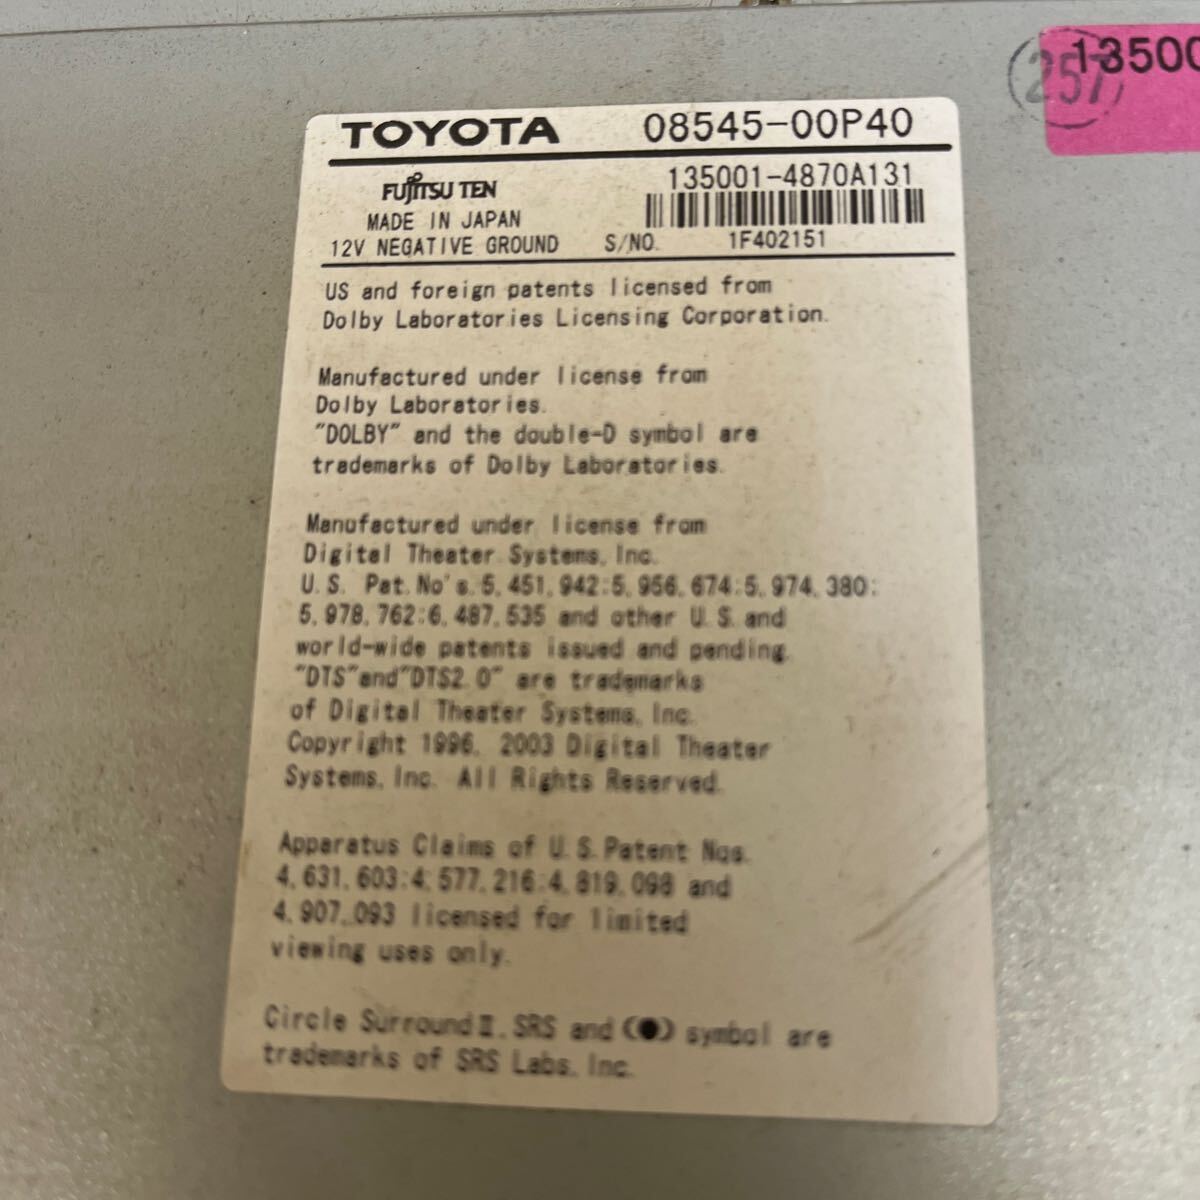 13500
257
TOYOTA 08545-00P40
FUJITSU TEN 135001-4870A131
MADE IN JAPAN
12V NEGATIVE GROUND S/NO. 1F402151
US and foreign patents licensed from
Dolby Laboratories Licensing Corporation.
Manufactured under license from
Dolby Laboratories.
"DOLBY" and the double-D symbol are
trademarks of Dolby Laboratories.
Manufactured under license from
Digital Theater Systems, Inc.
U.S. Pat.No's.5,451,942:5,956,674:5,974,380:
5,978,762:6,487,535 and other U.S.and
world-wide patents issued and pending.
"DTS"and"DTS2.0" are trademarks
of Digital Theater Systems, Inc.
Copyright 1996, 2003 Digital Theater
Systems, Inc. All Rights Reserved.
Apparatus Claims of U.S.Patent Nos.
4,631,603:4,577,216:4,819,098 and
4,907,093 licensed for limited
viewing uses only.
Circle Surround Ⅱ, SRS and (●) symbol are
trademarks of SRS Labs, Inc.